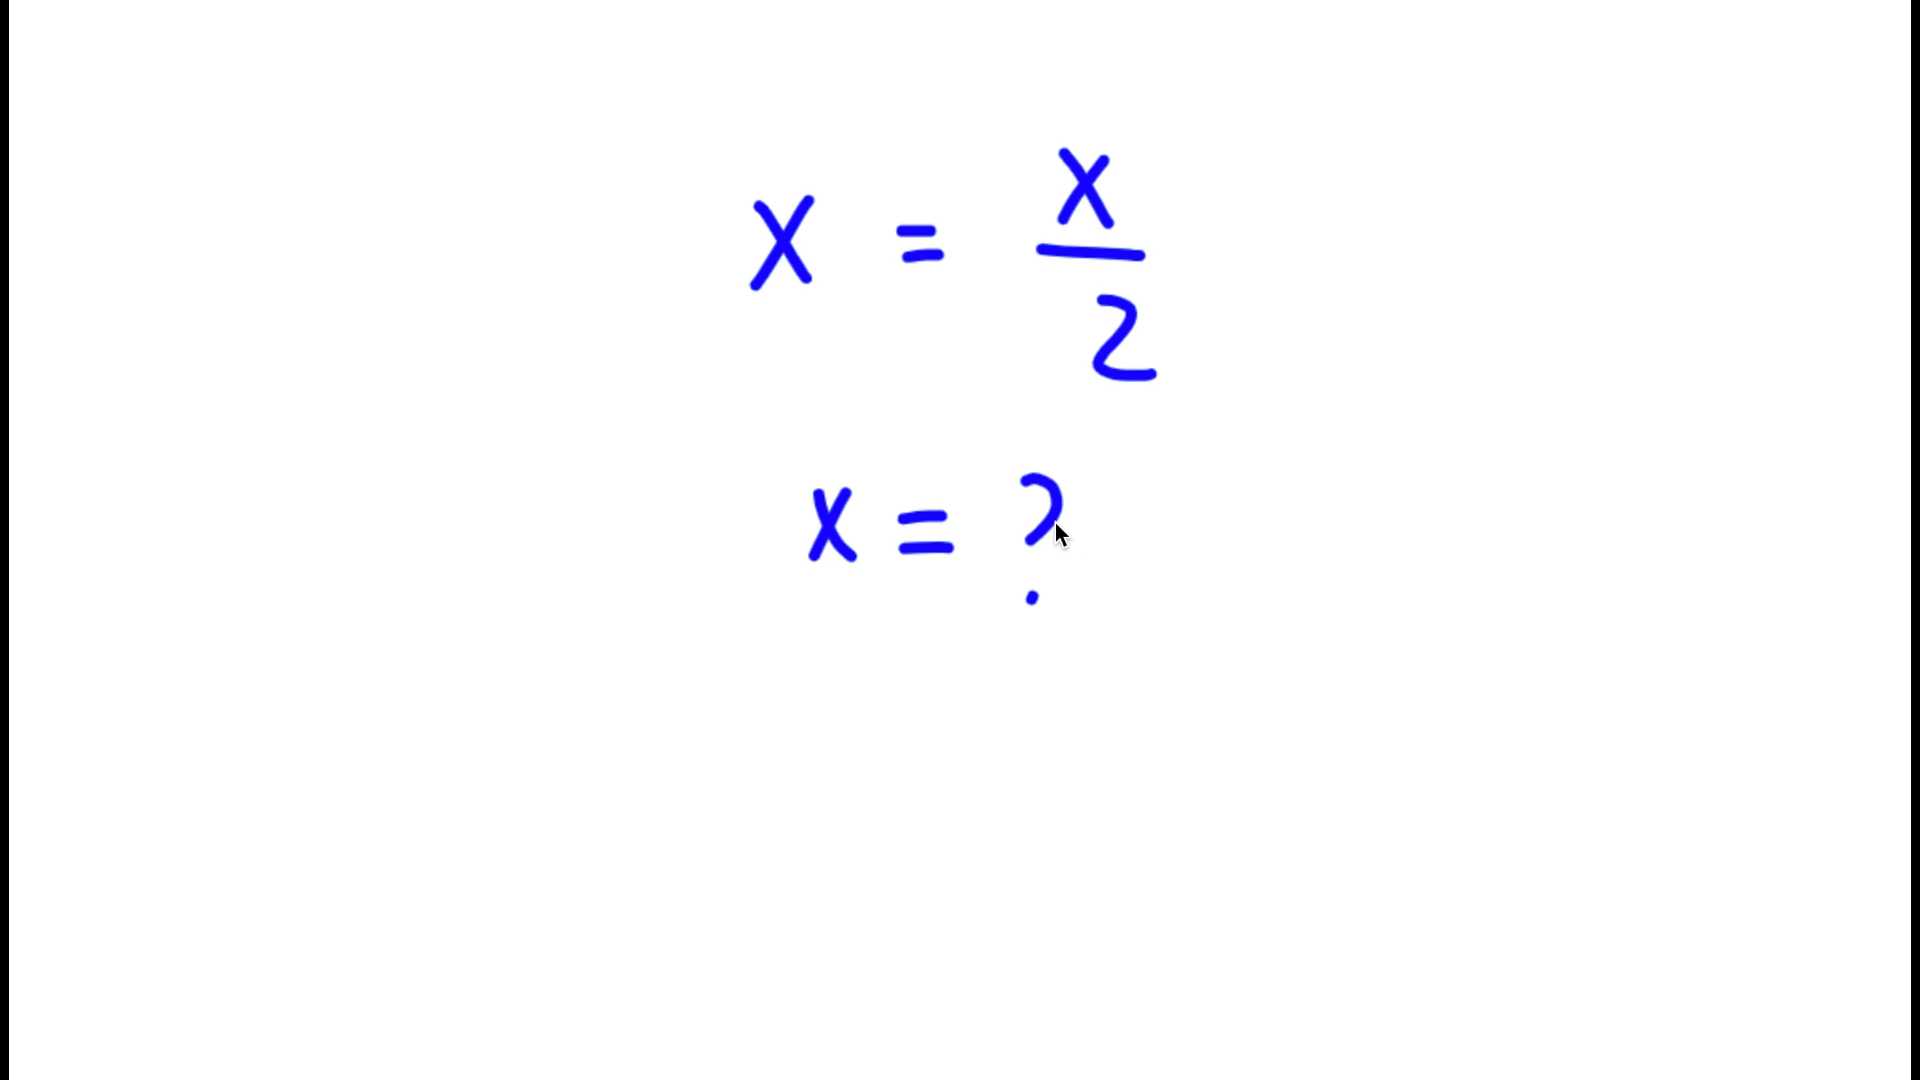 X = x/2
x = ?